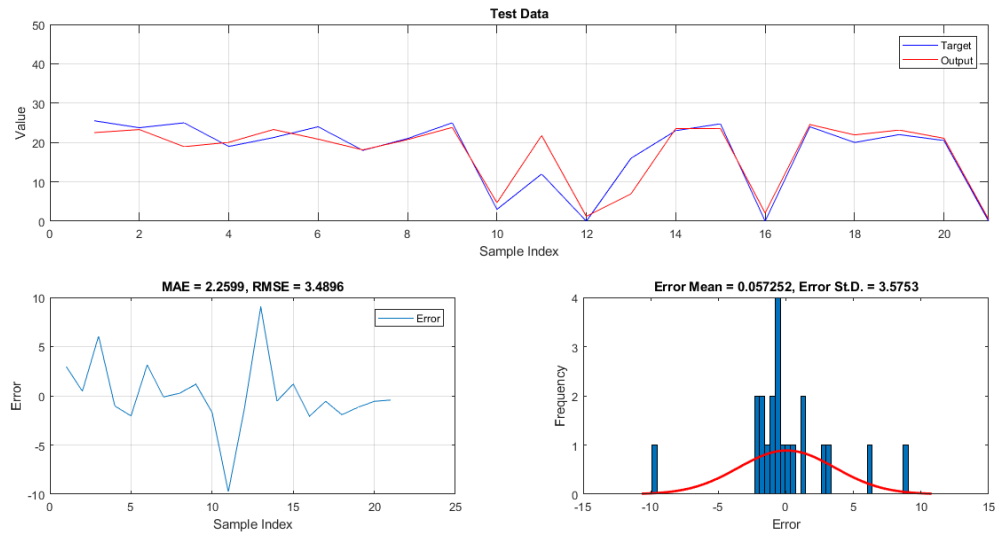 Test Data
50
40
30
20
10
0
Value
Target
Output
0 2 4 6 8 10 12 14 16 18 20
Sample Index
MAE = 2.2599, RMSE = 3.4896
10
5
0
-5
-10
Error
Error
0 5 10 15 20 25
Sample Index
Error Mean = 0.057252, Error St.D. = 3.5753
4
3
2
1
0
Frequency
-15 -10 -5 0 5 10 15
Error